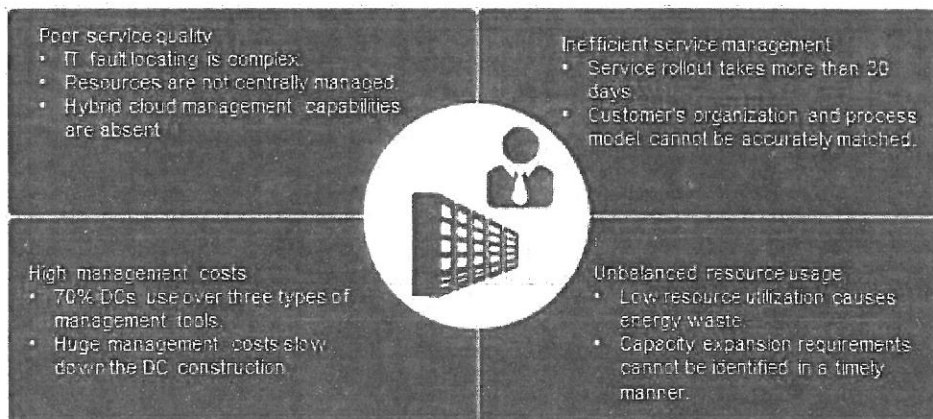 Poor service quality
• IT fault locating is complex.
• Resources are not centrally managed.
• Hybrid cloud management capabilities
are absent
Inefficient service management
• Service rollout takes more than
days.
• Customer's organization and process
model cannot be accurately matched.
High management costs
• 70% DCs use over three types of
management tools.
• Huge management costs slow
down the DC construction
Unbalanced resource usage
• Low resource utilization causes
energy waste.
• Capacity expansion requirements
cannot be identified in a timely
manner.